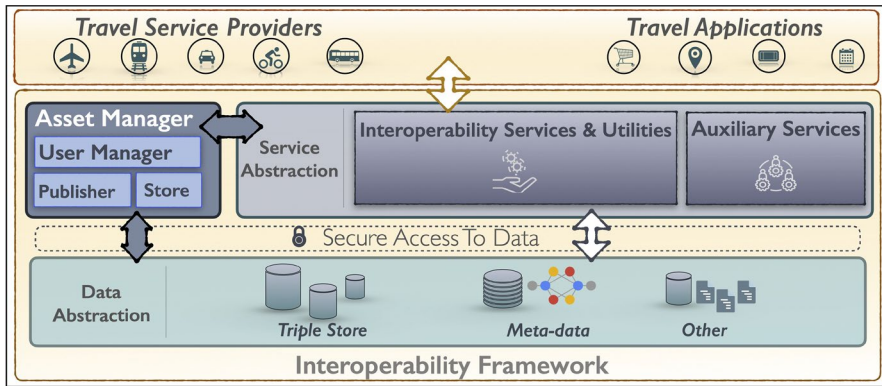 Travel Service Providers
Travel Applications
Asset Manager
User Manager
Publisher
Store
Service
Abstraction
Interoperability Services & Utilities
Auxiliary Services
Secure Access To Data
Data
Abstraction
Triple Store
Meta-data
Other
Interoperability Framework